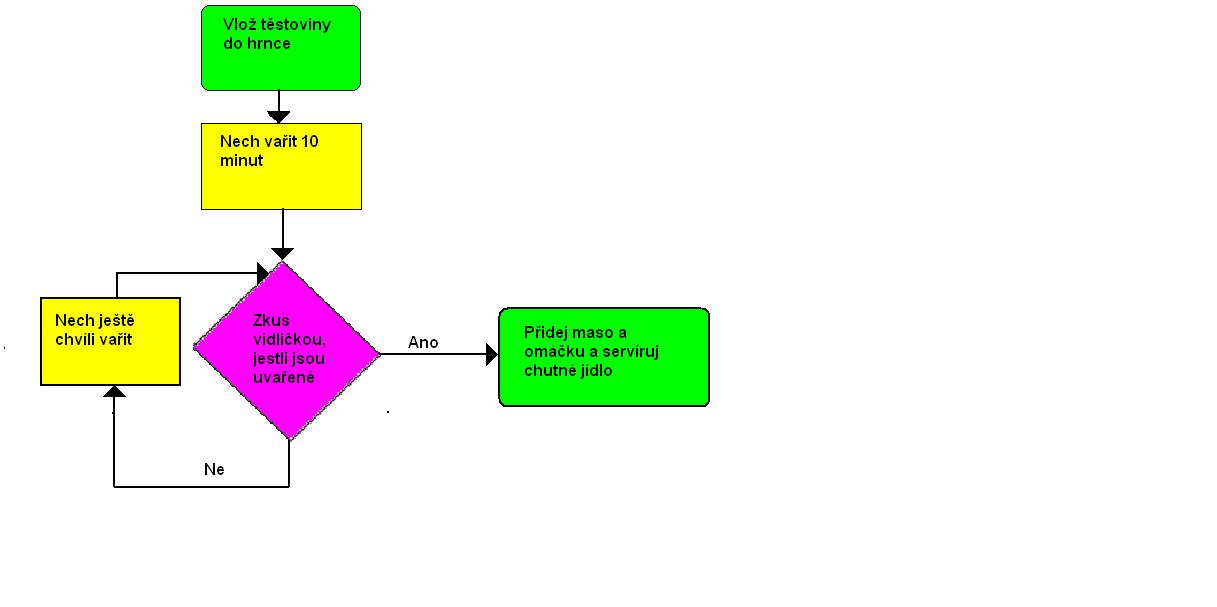 Vlož těstoviny
do hrnce
Nech vařit 10
minut
Zkus
vidličkou,
jestli jsou
uvařené
Nech ještě
chvíli vařit
Ano
Přidej maso a
omáčku a servíruj
chutné jídlo
Ne